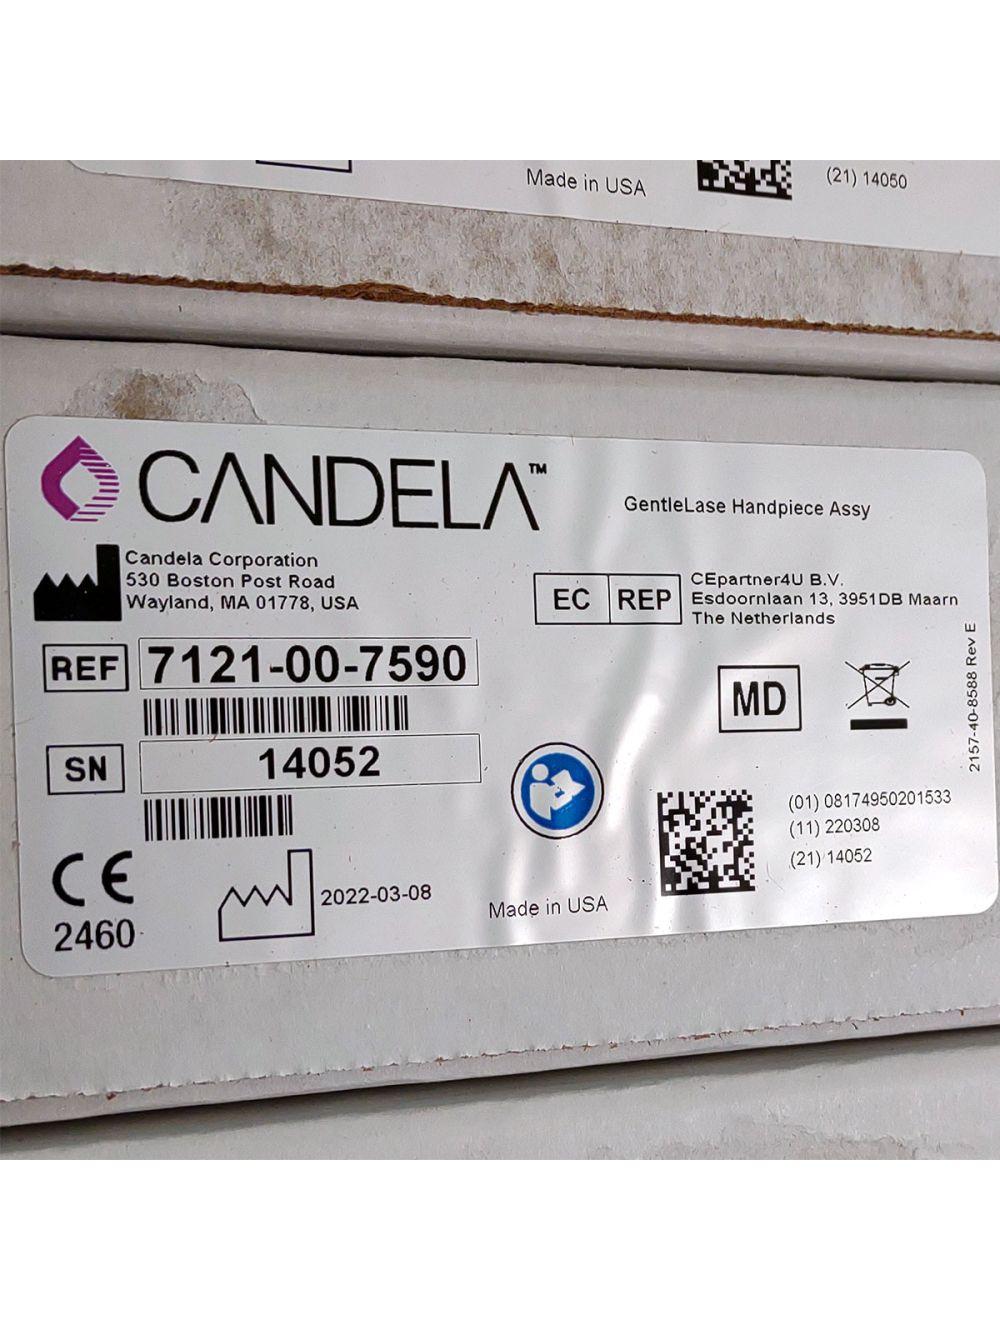 Made in USA
(21) 14050
CANDELA™
GentleLase Handpiece Assy
Candela Corporation
530 Boston Post Road
Wayland, MA 01778, USA
EC REP
CEpartner4U B.V.
Esdoornlaan 13, 3951DB Maarn
The Netherlands
REF 7121-00-7590
MD
2157-40-8588 Rev E
SN 14052
(01) 08174950201533
(11) 220308
(21) 14052
CE
2460
2022-03-08
Made in USA